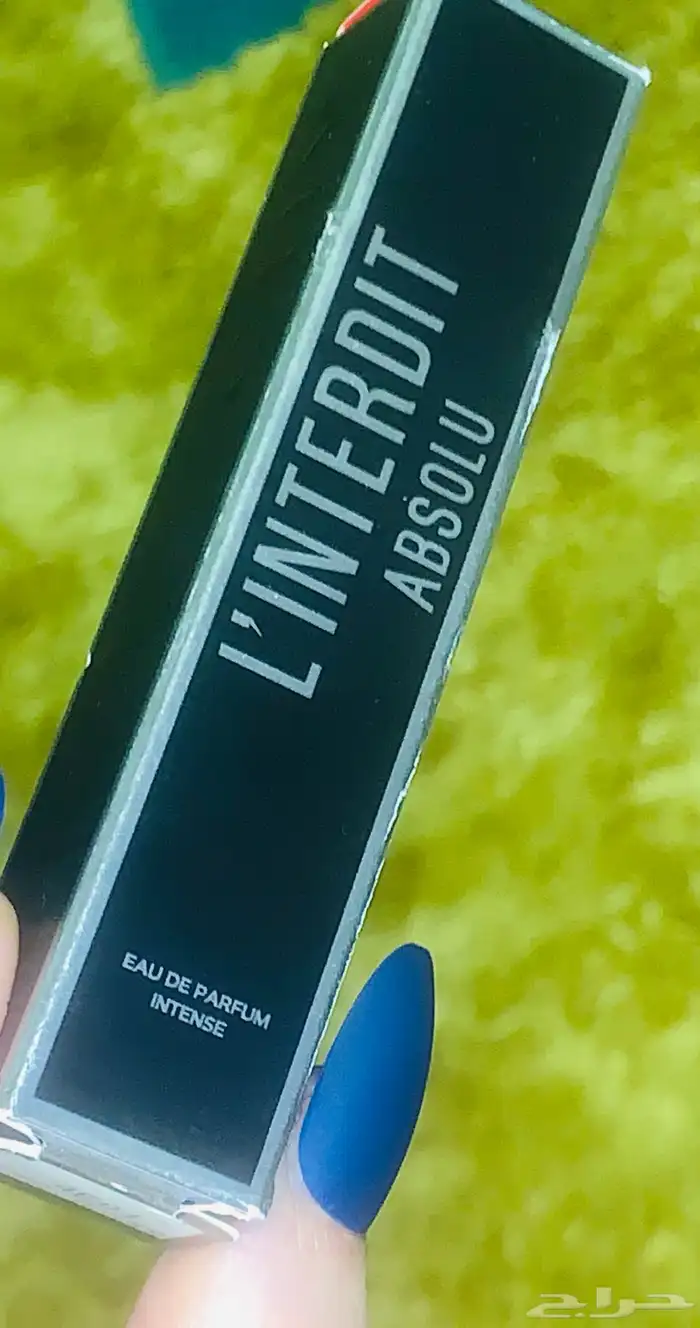 L'INTERDIT
ABSOLU
EAU DE PARFUM
INTENSE
حراج